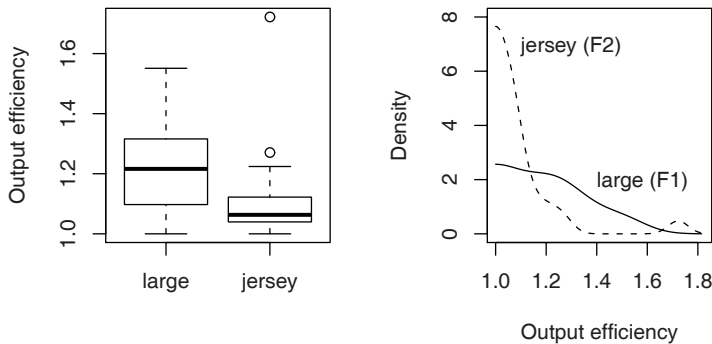 Output efficiency
1.6
1.4
1.2
1.0
large
jersey
Density
8
6
4
2
0
jersey (F2)
large (F1)
1.0
1.2
1.4
1.6
1.8
Output efficiency